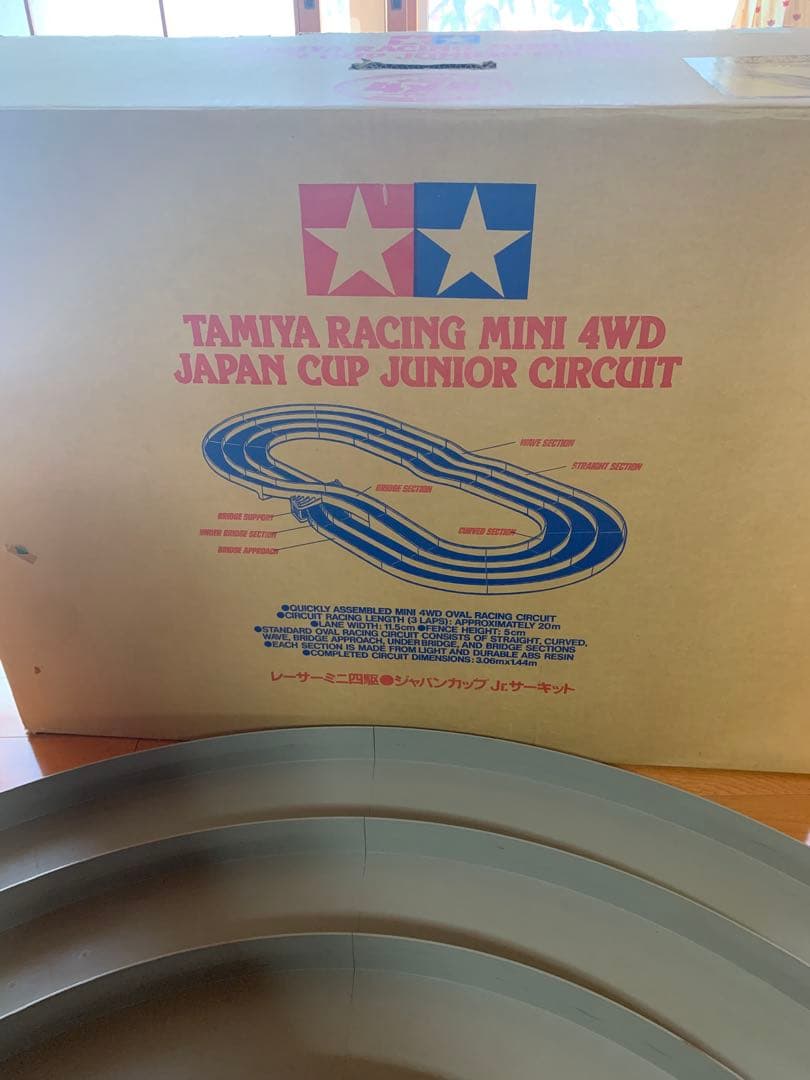 TAMIYA RACING MINI 4WD
JAPAN CUP JUNIOR CIRCUIT
WAVE SECTION
STRAIGHT SECTION
BRIDGE SECTION
BRIDGE SUPPORT
UNDER BRIDGE SECTION
CURVED SECTION
BRIDGE APPROACH
●QUICKLY ASSEMBLED MINI 4WD OVAL RACING CIRCUIT
●CIRCUIT RACING LENGTH (3 LAPS): APPROXIMATELY 20m
●LANE WIDTH: 11.5cm ●FENCE HEIGHT: 5cm
●STANDARD OVAL RACING CIRCUIT CONSISTS OF STRAIGHT, CURVED,
WAVE, BRIDGE APPROACH, UNDER BRIDGE, AND BRIDGE SECTIONS
●EACH SECTION IS MADE FROM LIGHT AND DURABLE ABS RESIN
●COMPLETED CIRCUIT DIMENSIONS: 3.06m×1.44m
レーサーミニ四駆●ジャパンカップ Jr.サーキット